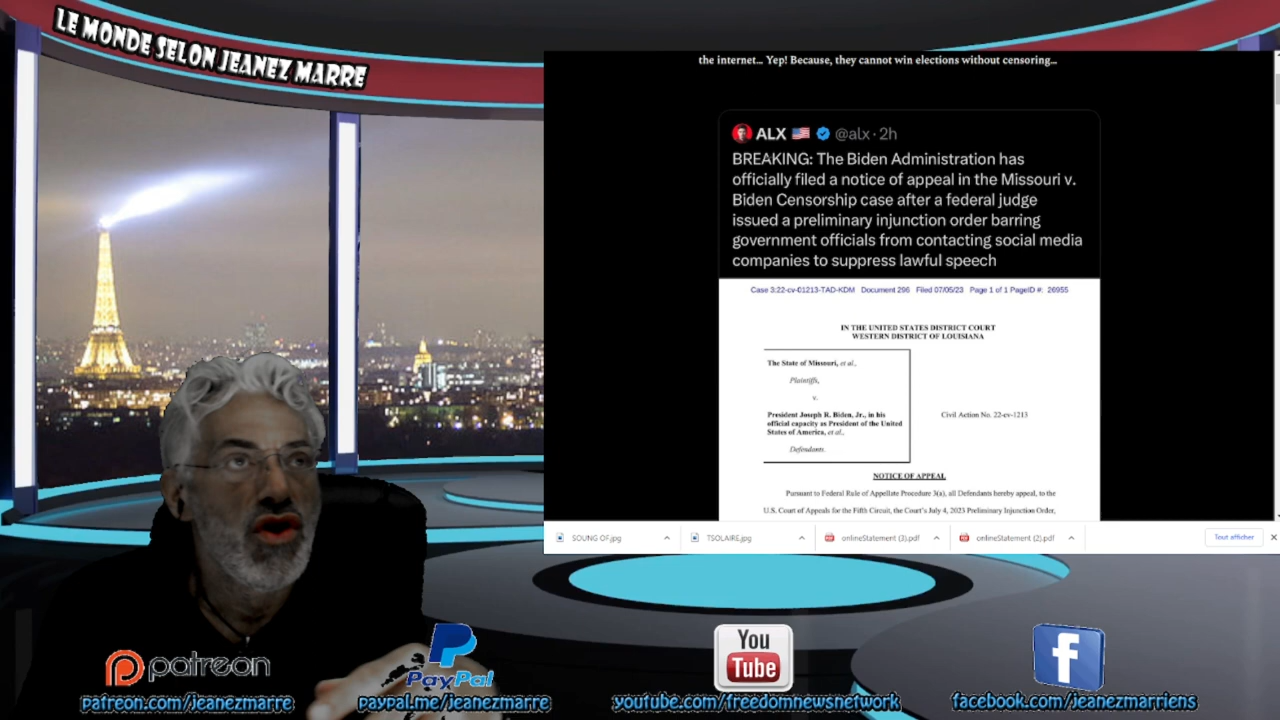 LE MONDE SELON JEANEZ MARRE
the internet... Yep! Because, they cannot win elections without censoring...
ALX @alx · 2h
BREAKING: The Biden Administration has
officially filed a notice of appeal in the Missouri v.
Biden Censorship case after a federal judge
issued a preliminary injunction order barring
government officials from contacting social media
companies to suppress lawful speech
Case 3:22-cv-01213-TAD-KDM Document 296 Filed 07/05/23 Page 1 of 1 PageID #: 26955
IN THE UNITED STATES DISTRICT COURT
WESTERN DISTRICT OF LOUISIANA
The State of Missouri, et al.,
Plaintiffs,
v.
President Joseph R. Biden, Jr., in his
official capacity as President of the United
States of America, et al.,
Defendants.
Civil Action No. 22-cv-1213
NOTICE OF APPEAL
Pursuant to Federal Rule of Appellate Procedure 3(a), all Defendants hereby appeal, to the
U.S. Court of Appeals for the Fifth Circuit, the Court's July 4, 2023 Preliminary Injunction Order,
SOUNG OF.jpg
TSOLAIRE.jpg
onlineStatement (3).pdf
onlineStatement (2).pdf
Tout afficher
patreon
patreon.com/jeanezmarre
PayPal
paypal.me/jeanezmarre
You
Tube
youtube.com/freedomnewsnetwork
f
facebook.com/jeanezmarriens